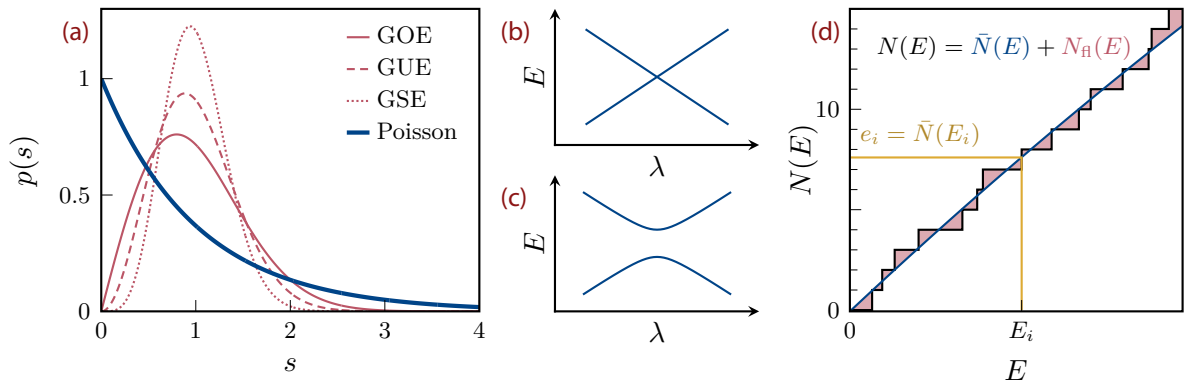 (a)
GOE
GUE
GSE
Poisson
1
0.5
0
p(s)
0
1
2
3
4
s
(b)
E
λ
(c)
E
λ
(d)
N(E) = N̄(E) + N_fl(E)
e_i = N̄(E_i)
10
0
N(E)
0
E_i
E